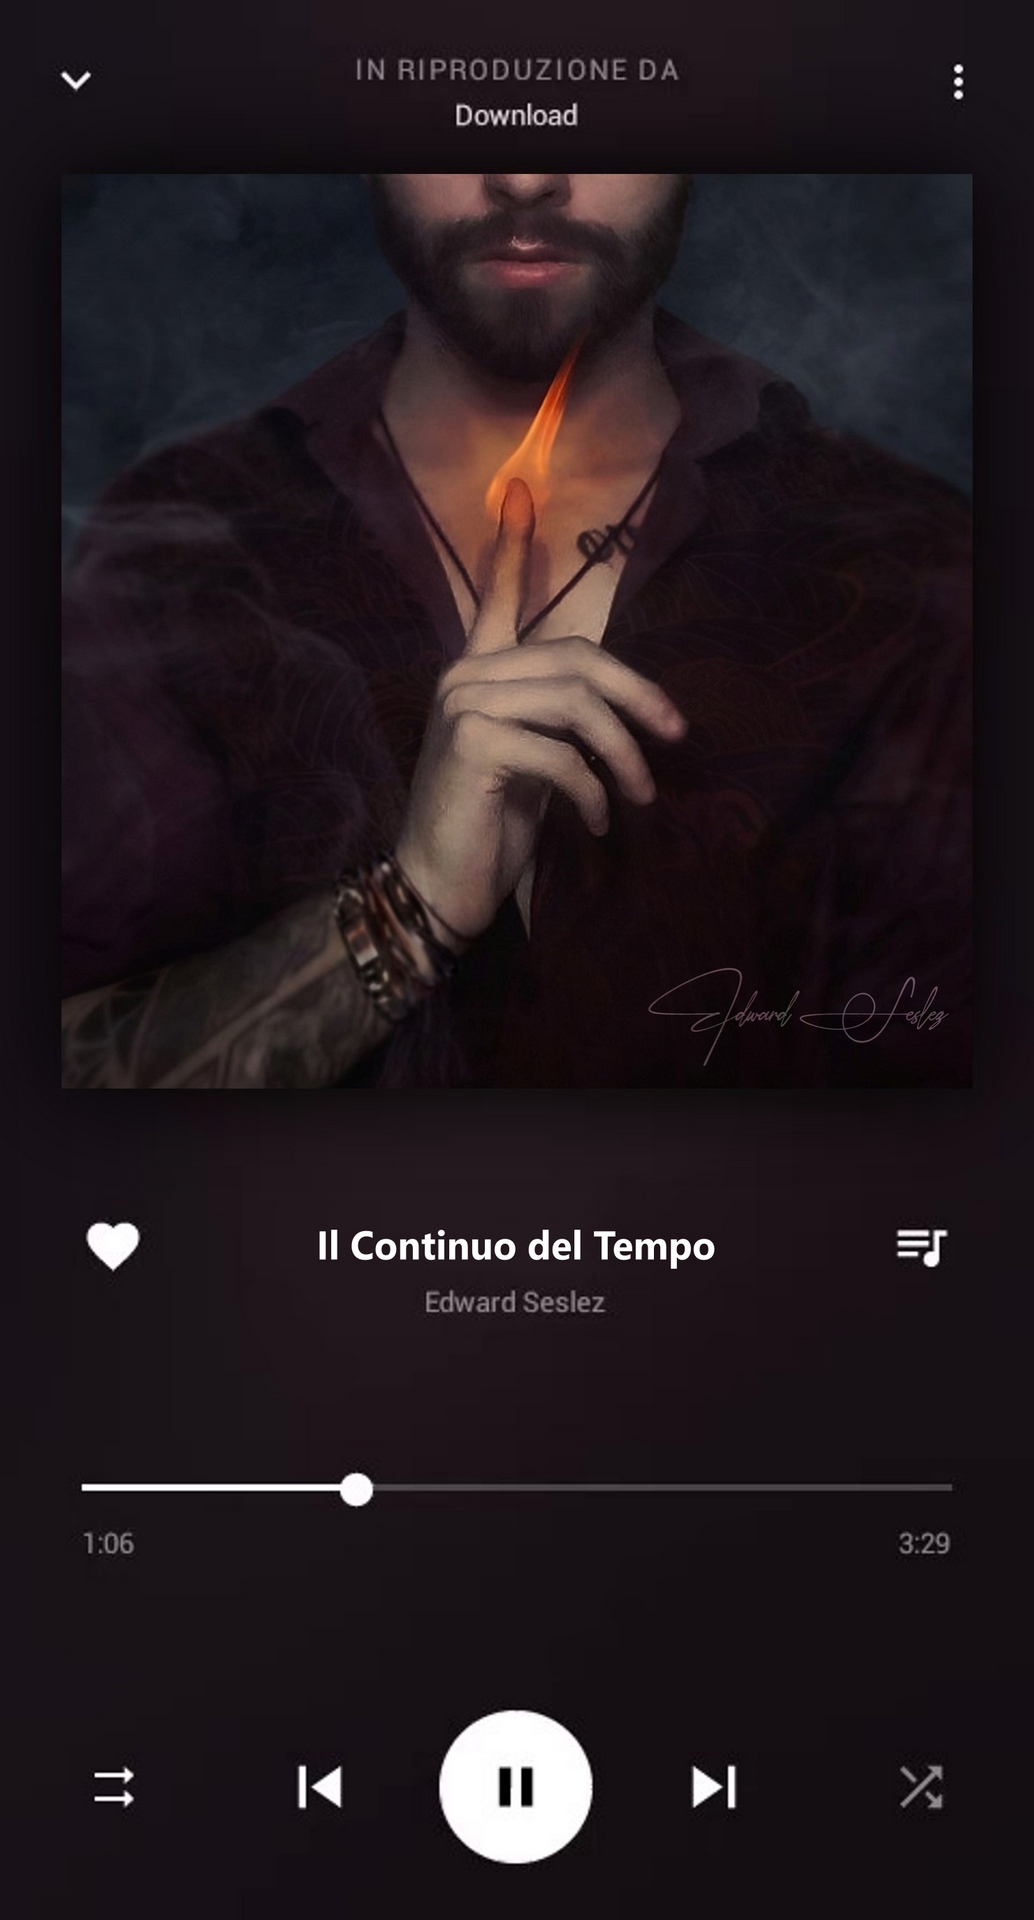 IN RIPRODUZIONE DA
Download
Edward Seslez
Il Continuo del Tempo
Edward Seslez
1:06
3:29